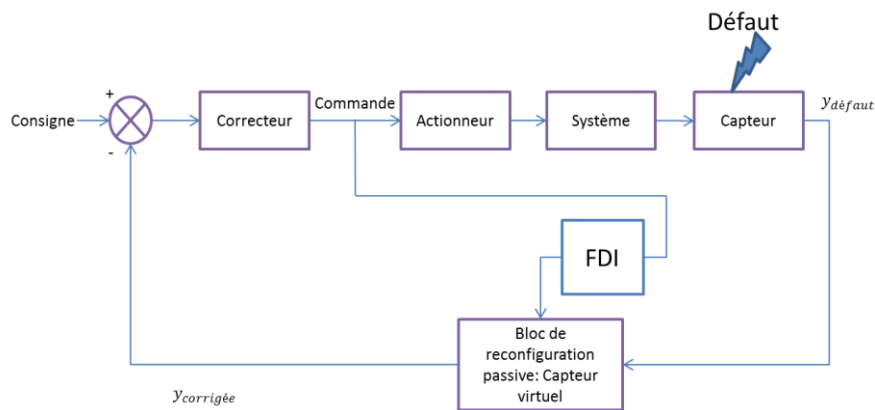 Défaut
+
Consigne
-
Correcteur
Commande
Actionneur
Système
Capteur
y_défaut
FDI
Bloc de
reconfiguration
passive: Capteur
virtuel
y_corrigée